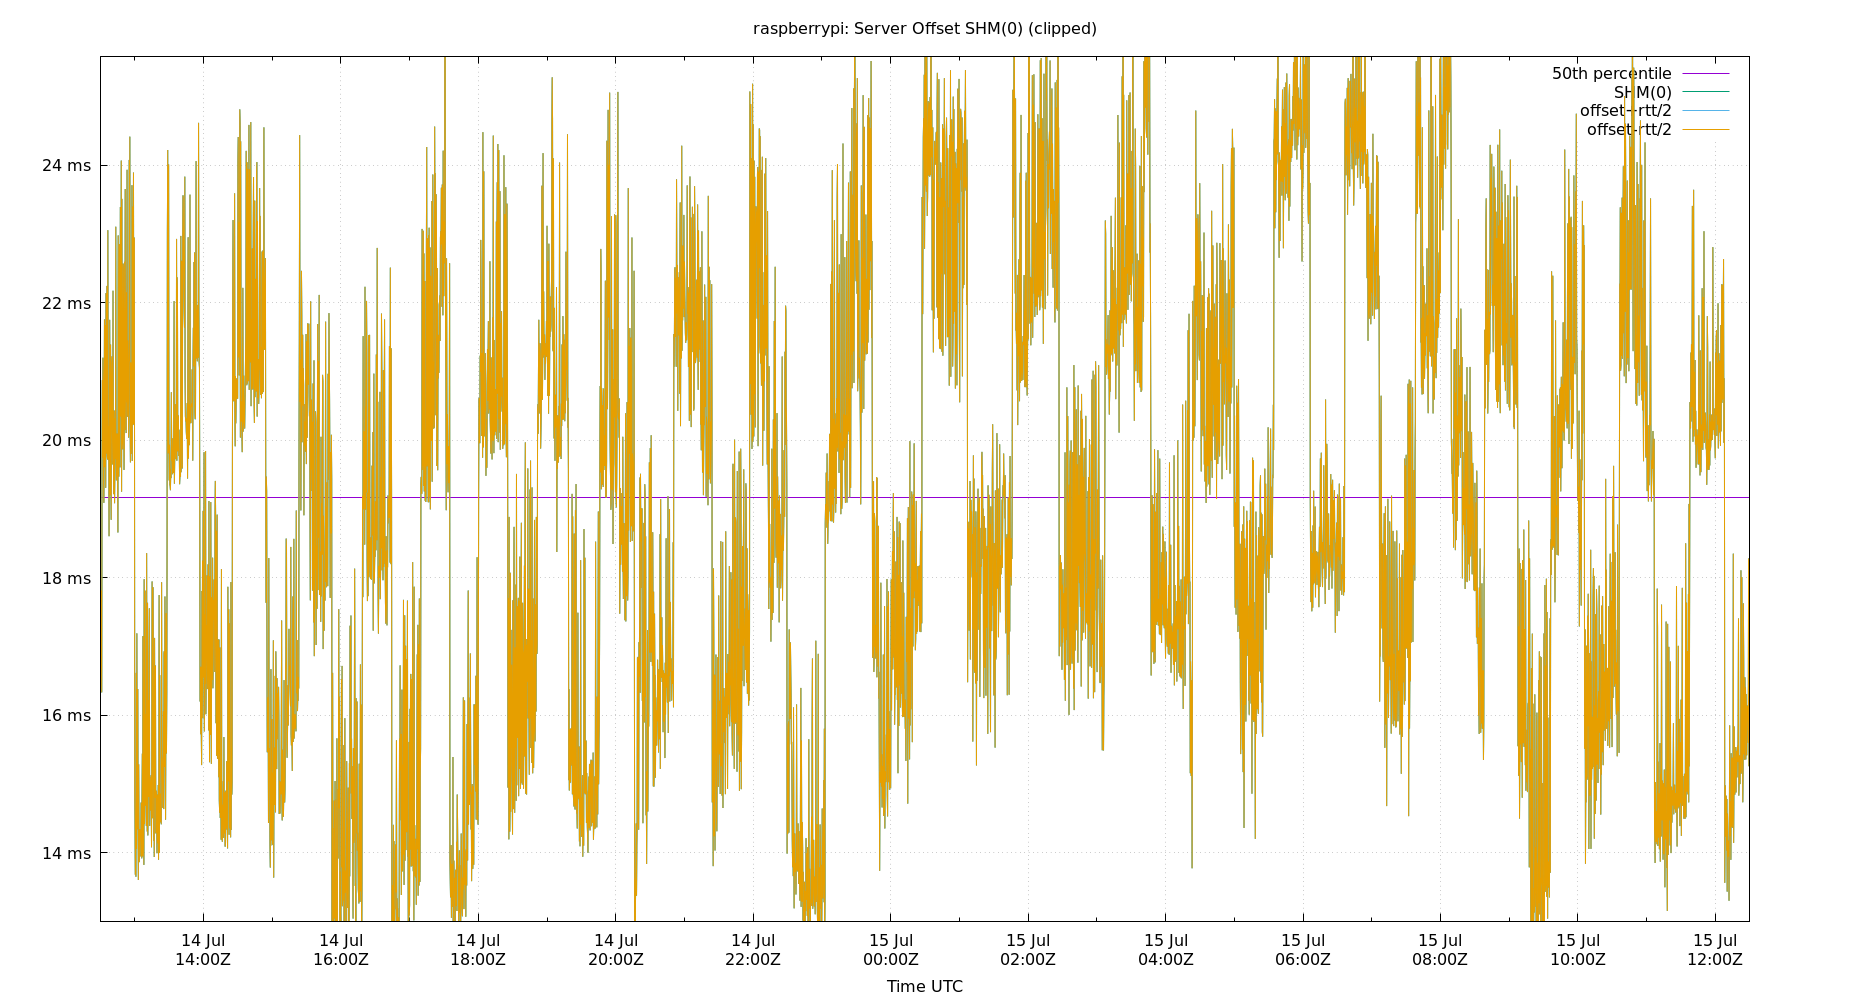 raspberrypi: Server Offset SHM(0) (clipped)
50th percentile
SHM(0)
offset+rtt/2
offset-rtt/2
24 ms
22 ms
20 ms
18 ms
16 ms
14 ms
14 Jul 14 Jul 14 Jul 14 Jul 14 Jul 15 Jul 15 Jul 15 Jul 15 Jul 15 Jul 15 Jul 15 Jul
14:00Z 16:00Z 18:00Z 20:00Z 22:00Z 00:00Z 02:00Z 04:00Z 06:00Z 08:00Z 10:00Z 12:00Z
Time UTC